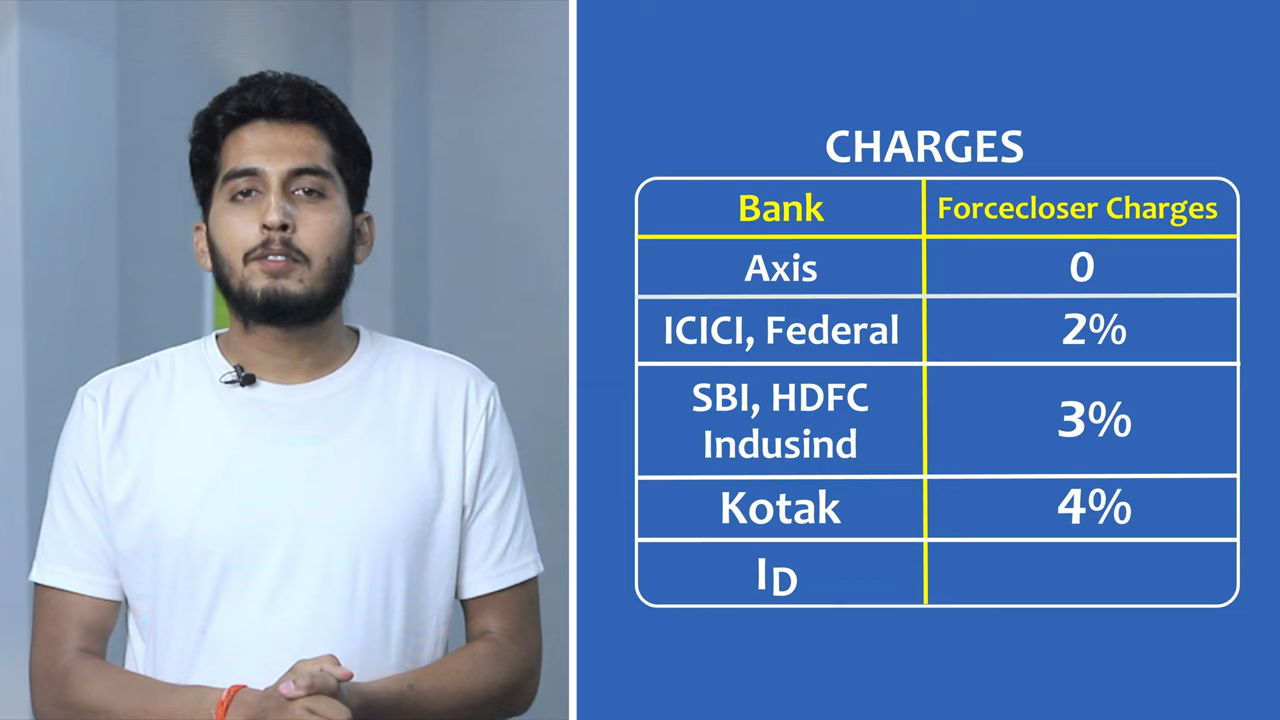 CHARGES
Bank
Forcecloser Charges
Axis
0
ICICI, Federal
2%
SBI, HDFC
Indusind
3%
Kotak
4%
ID